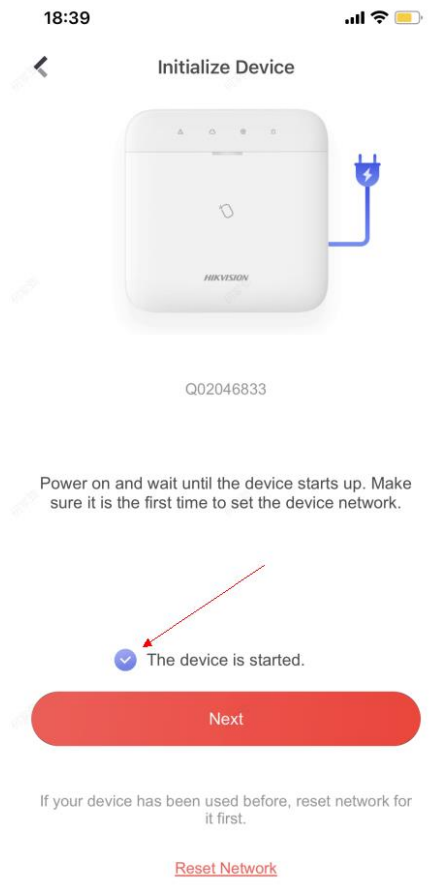 18:39
Initialize Device
HIKVISION
Q02046833
Power on and wait until the device starts up. Make
sure it is the first time to set the device network.
The device is started.
Next
If your device has been used before, reset network for
it first.
Reset Network